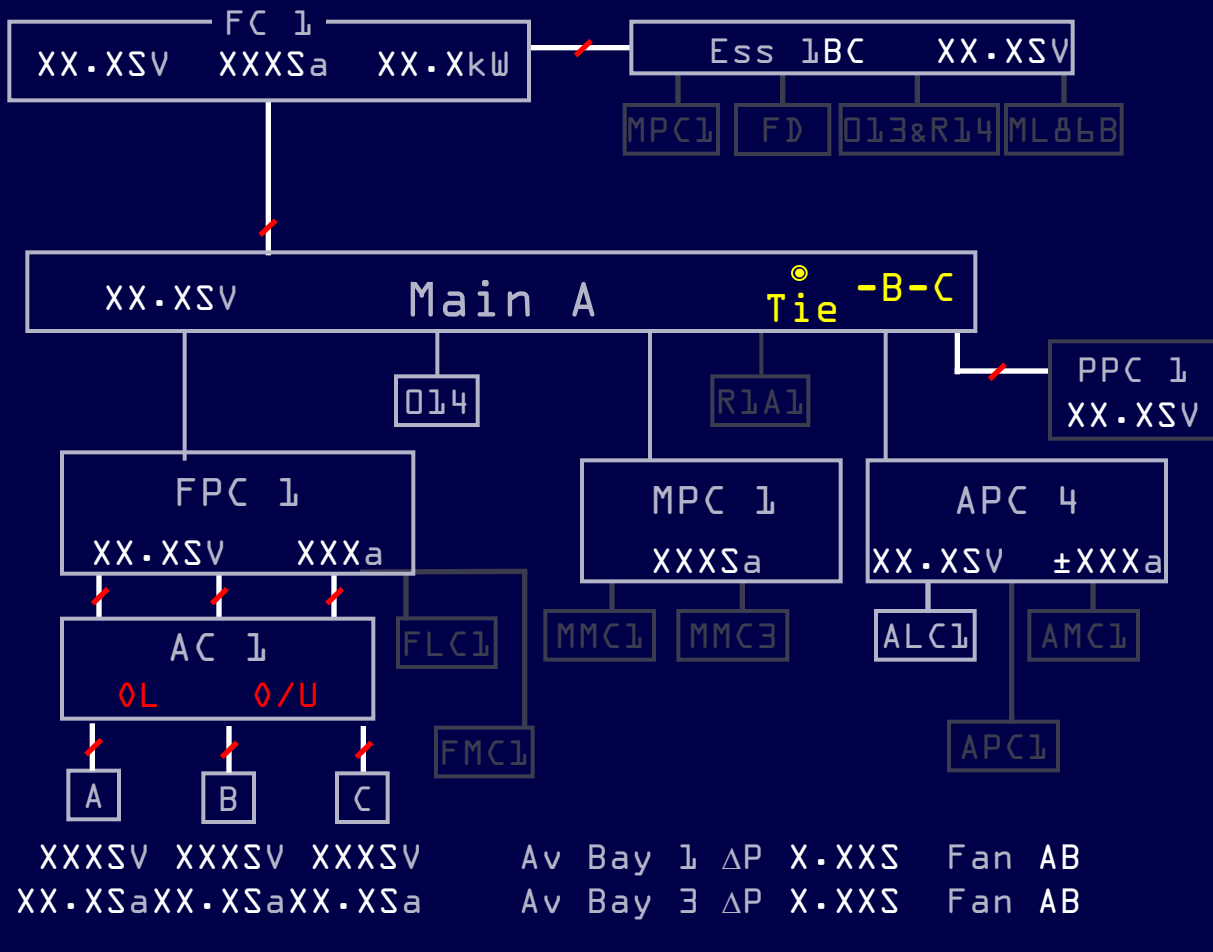 FC 1
XX.XSV XXXSa XX.XkW
Ess 1BC XX.XSV
MPC1 FD O13&R14 ML86B
XX.XSV Main A Tie -B-C
PPC 1
XX.XSV
O14 R1A1
FPC 1
XX.XSV XXXa
MPC 1
XXXSa
APC 4
XX.XSV ±XXXa
AC 1
OL O/U
FLC1 MMC1 MMC3 ALC1 AMC1
FMC1 APC1
A B C
XXXSV XXXSV XXXSV
XX.XSa XX.XSa XX.XSa
Av Bay 1 ΔP X.XXS Fan AB
Av Bay 3 ΔP X.XXS Fan AB